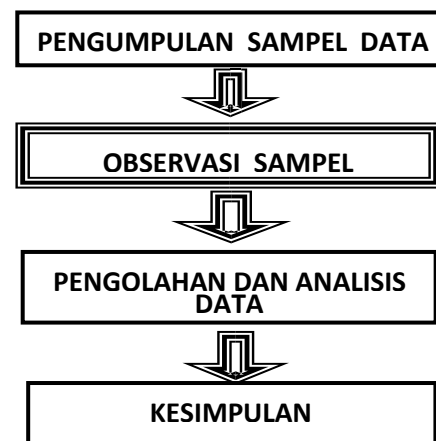 PENGUMPULAN SAMPEL DATA
OBSERVASI SAMPEL
PENGOLAHAN DAN ANALISIS
DATA
KESIMPULAN